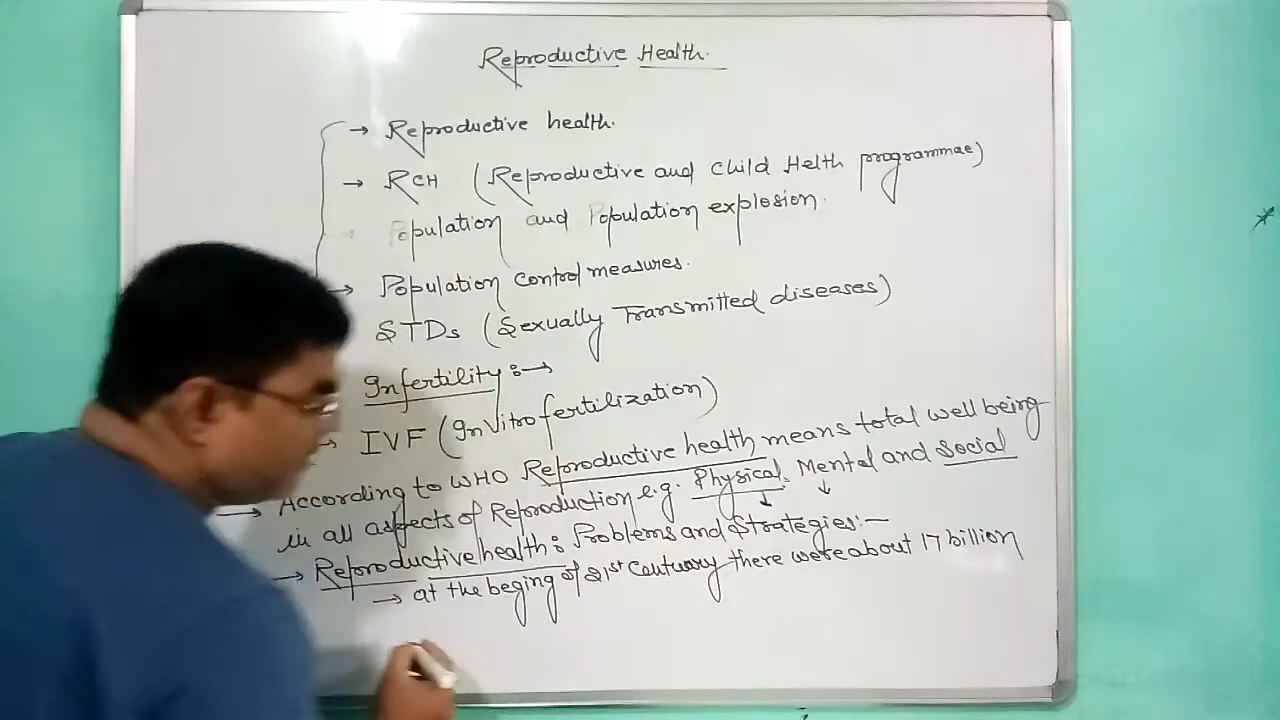 Reproductive Health.
→ Reproductive health.
→ RCH (Reproductive and Child Helth programmae)
Population and Population explosion.
→ Population Control measures.
STDs (Sexually Transmitted diseases)
Infertility :→
→ IVF (In Vitro fertilization)
→ According to WHO Reproductive health means total well being
in all aspects of Reproduction e.g. Physical, Mental and Social
→ Reproductive health : Problems and Strategies :—
→ at the beging of 21st Centuary there were about 17 billion